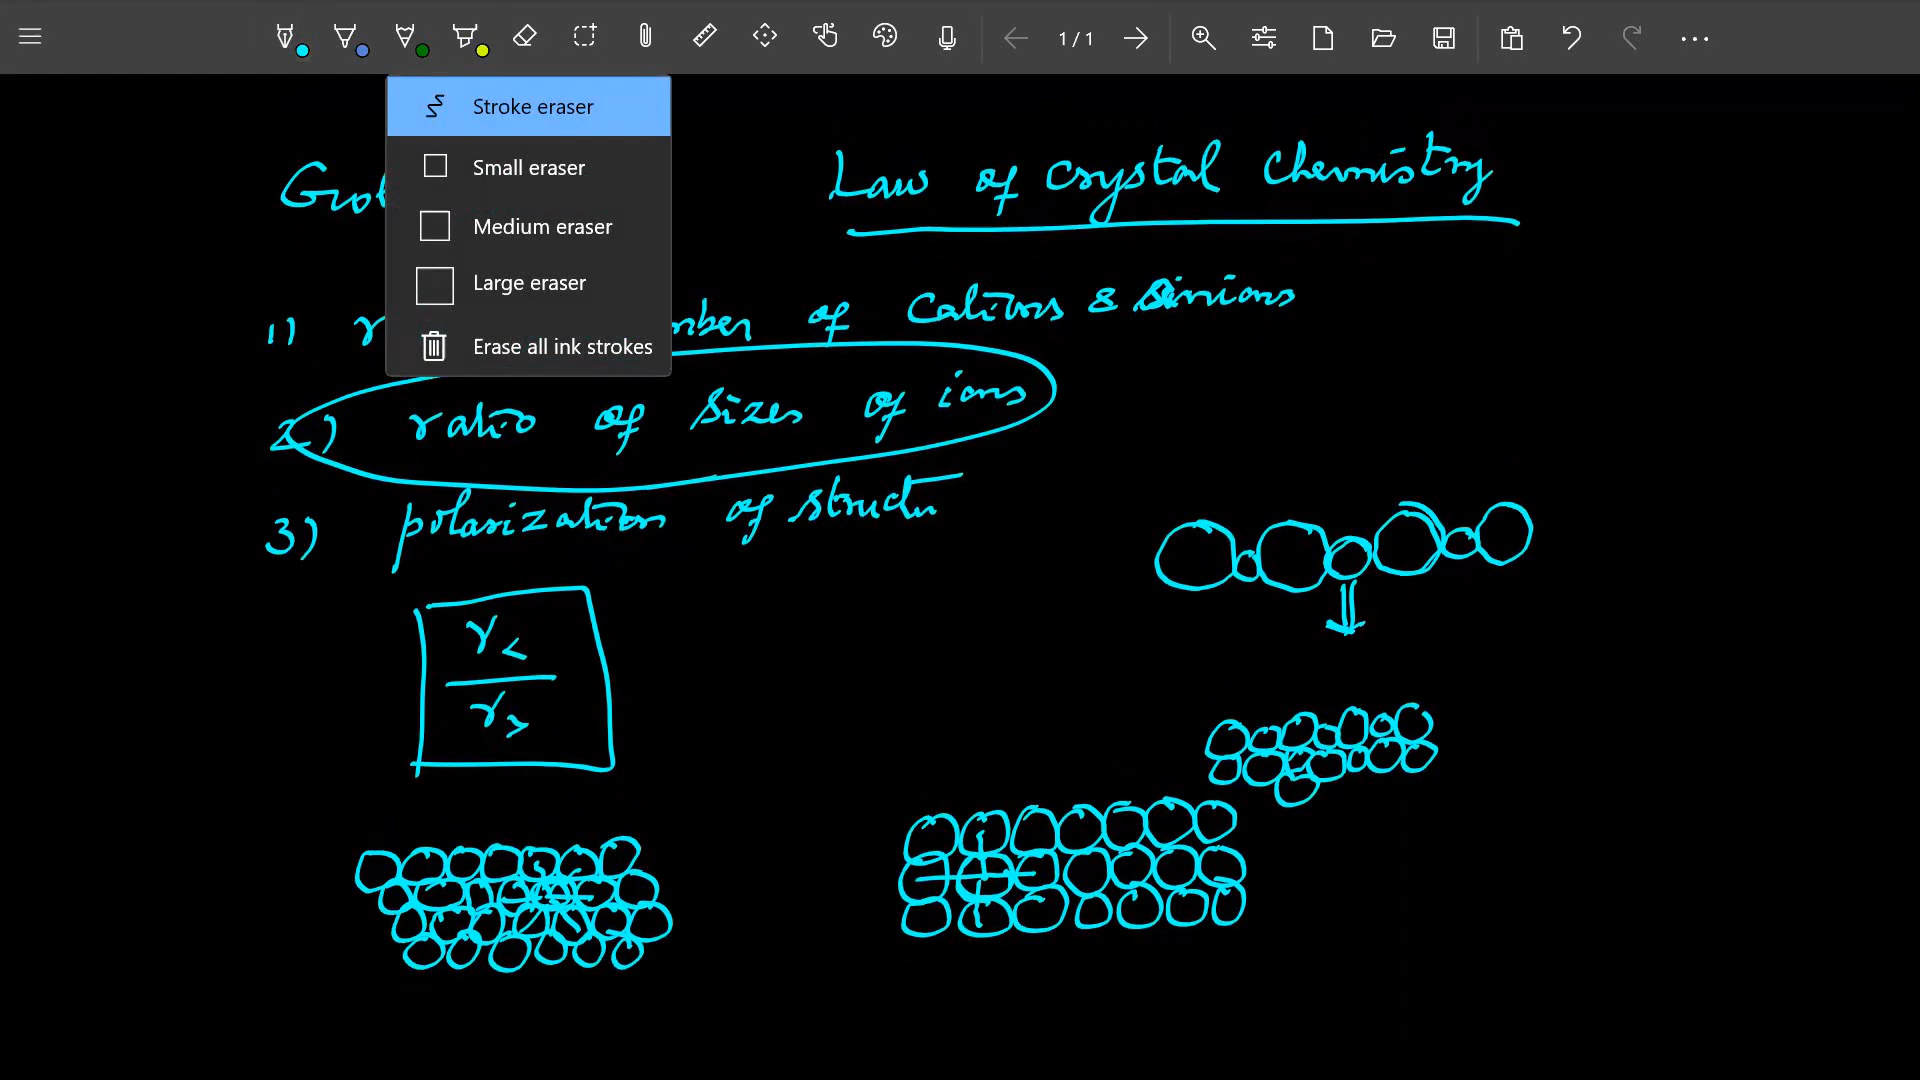 1 / 1
Stroke eraser
Small eraser
Medium eraser
Large eraser
Erase all ink strokes
Law of crystal chemistry
1) of Cations & Anions
2) ratio of sizes of ions
3) polarization of structu
r<
r>